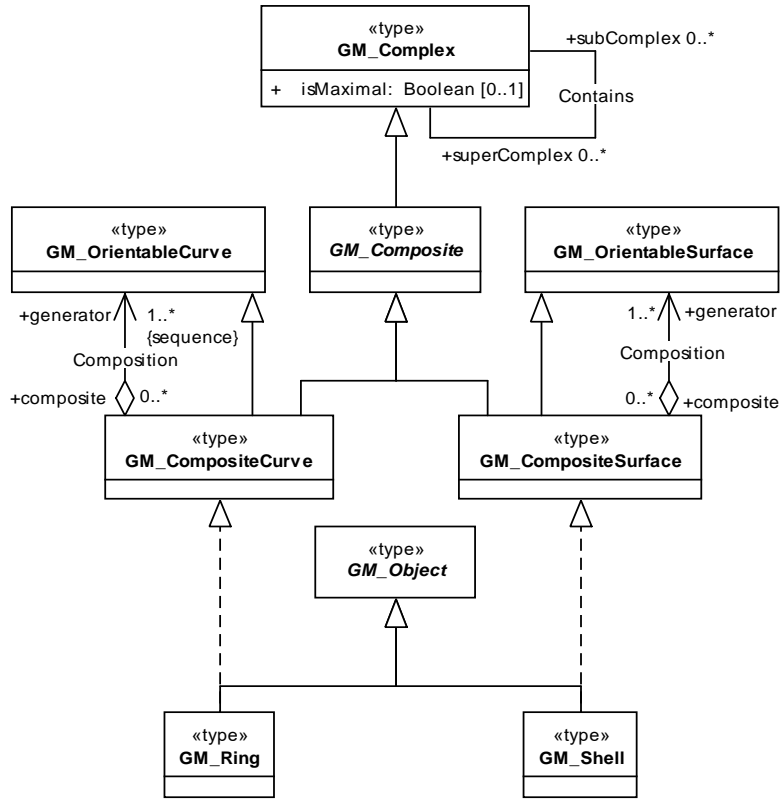 «type»
GM_Complex
+ isMaximal: Boolean [0..1]
+subComplex 0..*
Contains
+superComplex 0..*
«type»
GM_OrientableCurve
«type»
GM_Composite
«type»
GM_OrientableSurface
+generator
1..*
{sequence}
Composition
+composite
0..*
1..*
+generator
Composition
0..*
+composite
«type»
GM_CompositeCurve
«type»
GM_CompositeSurface
«type»
GM_Object
«type»
GM_Ring
«type»
GM_Shell